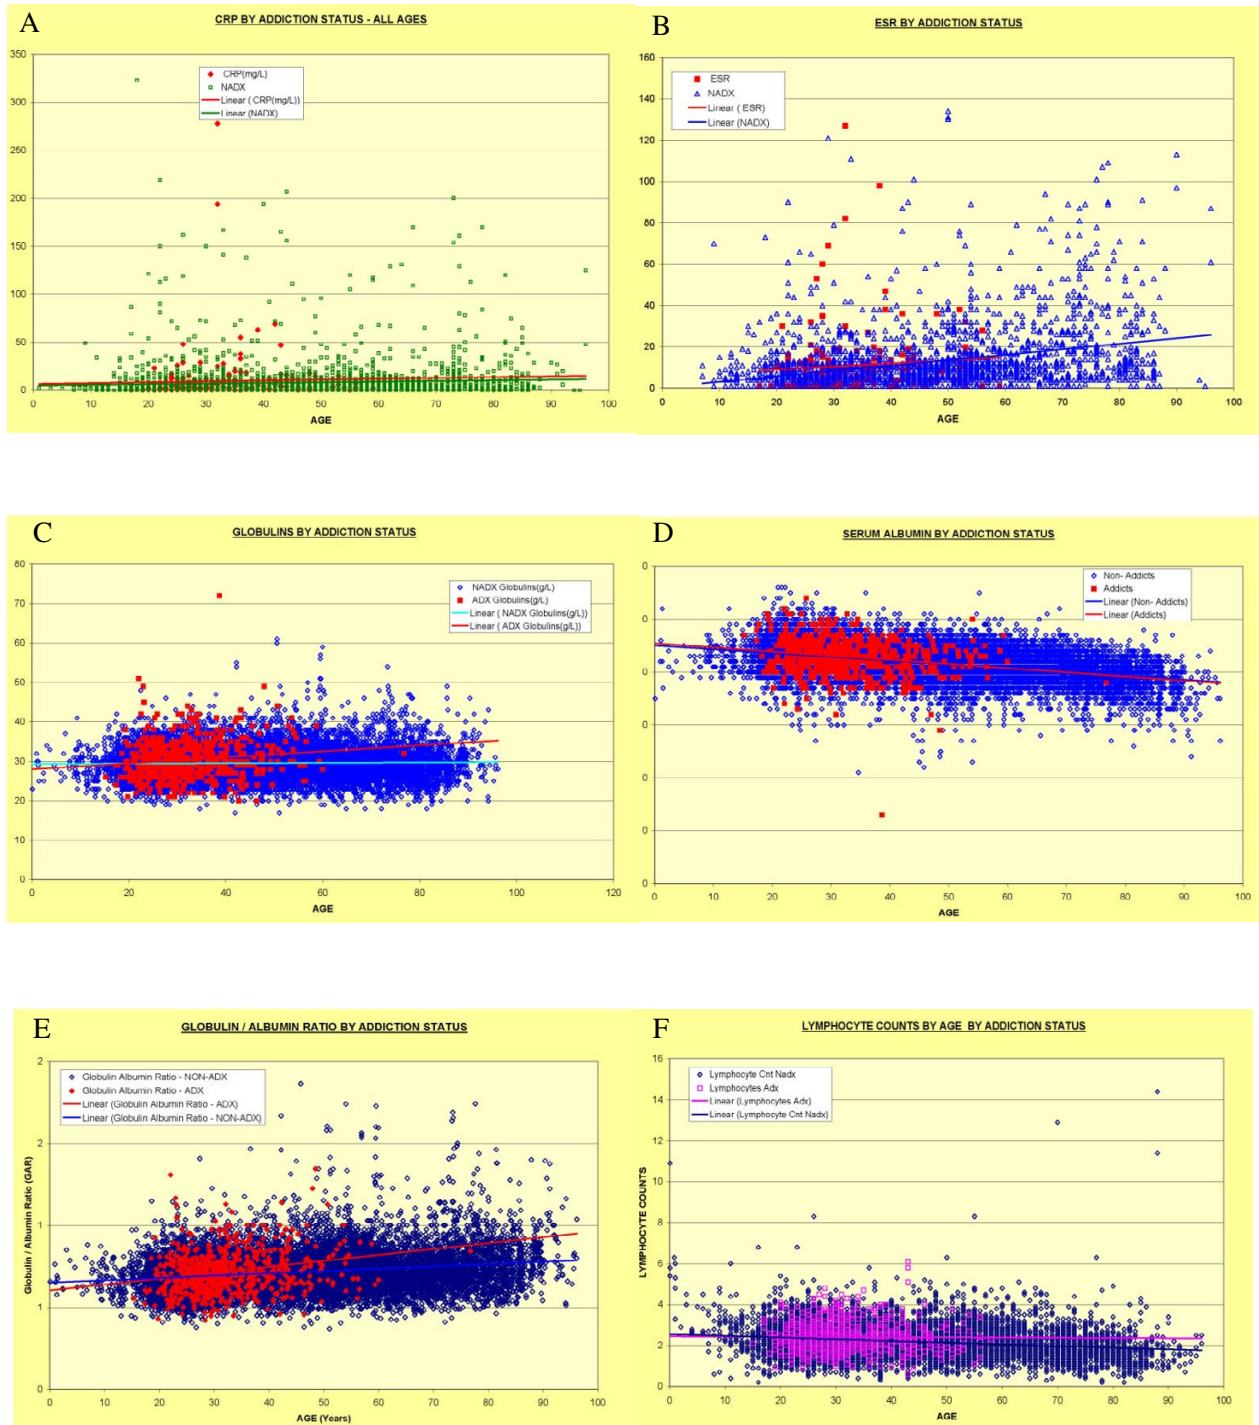 A
CRP BY ADDICTION STATUS - ALL AGES
350
300
250
200
150
100
50
0
0 10 20 30 40 50 60 70 80 90 100
AGE
CRP(mg/L)
NADX
Linear ( CRP(mg/L))
Linear (NADX)
B
ESR BY ADDICTION STATUS
160
140
120
100
80
60
40
20
0
0 10 20 30 40 50 60 70 80 90 100
AGE
ESR
NADX
Linear ( ESR)
Linear (NADX)
C
GLOBULINS BY ADDICTION STATUS
80
70
60
50
40
30
20
10
0
0 20 40 60 80 100 120
AGE
NADX Globulins(g/L)
ADX Globulins(g/L)
Linear ( NADX Globulins(g/L))
Linear ( ADX Globulins(g/L))
D
SERUM ALBUMIN BY ADDICTION STATUS
0
0
0
0
0
0
0
0 10 20 30 40 50 60 70 80 90 100
AGE
Non- Addicts
Addicts
Linear (Non- Addicts)
Linear (Addicts)
E
GLOBULIN / ALBUMIN RATIO BY ADDICTION STATUS
Globulin / Albumin Ratio (GAR)
2
2
1
1
0
0 10 20 30 40 50 60 70 80 90 100
AGE (Years)
Globulin Albumin Ratio - NON-ADX
Globulin Albumin Ratio - ADX
Linear (Globulin Albumin Ratio - ADX)
Linear (Globulin Albumin Ratio - NON-ADX)
F
LYMPHOCYTE COUNTS BY AGE BY ADDICTION STATUS
LYMPHOCYTE COUNTS
16
14
12
10
8
6
4
2
0
0 10 20 30 40 50 60 70 80 90 100
AGE
Lymphocyte Cnt Nadx
Lymphocytes Adx
Linear (Lymphocytes Adx)
Linear (Lymphocyte Cnt Nadx)